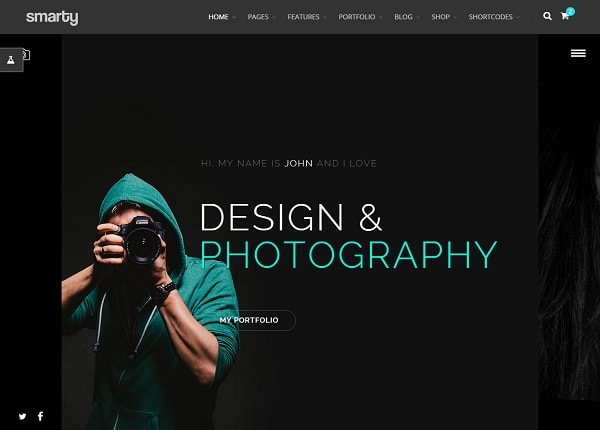 smarty
HOME PAGES FEATURES PORTFOLIO BLOG SHOP SHORTCODES
2
HI, MY NAME IS JOHN AND I LOVE
DESIGN &
PHOTOGRAPHY
MY PORTFOLIO